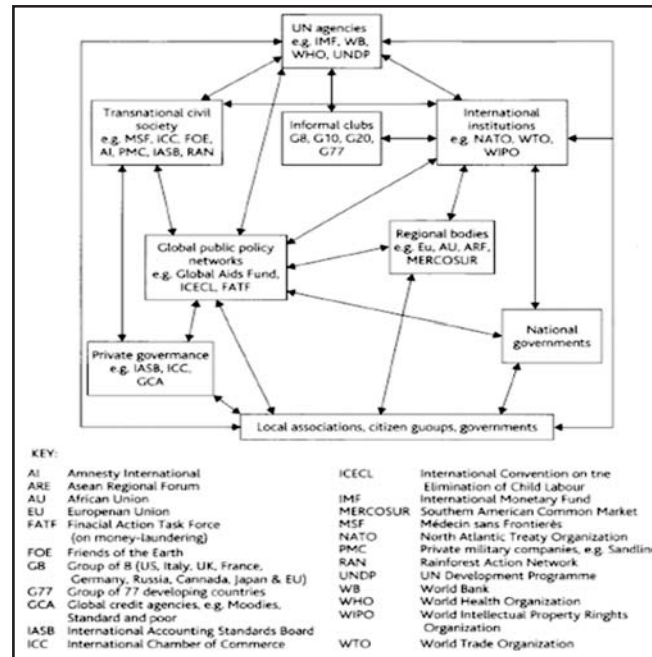 UN agencies
e.g. IMF, WB,
WHO, UNDP
Transnational civil
society
e.g. MSF, ICC, FOE,
AI, PMC, IASB, RAN
Informal clubs
G8, G10, G20,
G77
International
institutions
e.g. NATO, WTO,
WIPO
Global public policy
networks
e.g. Global Aids Fund,
ICECL, FATF
Regional bodies
e.g. Eu, AU, ARF,
MERCOSUR
National
governments
Private governance
e.g. IASB, ICC,
GCA
Local associations, citizen guoups, governments
KEY:
AI Amnesty International
ARE Asean Regional Forum
AU African Union
EU Europenan Union
FATF Finacial Action Task Force
(on money-laundering)
FOE Friends of the Earth
G8 Group of 8 (US, Italy, UK, France,
Germany, Russia, Cannada, Japan & EU)
G77 Group of 77 developing countries
GCA Global credit agencies, e.g. Moodies,
Standard and poor
IASB International Accounting Standards Board
ICC International Chamber of Commerce
ICECL International Convention on tne
Elimination of Child Labour
IMF International Monetary Fund
MERCOSUR Southern American Common Market
MSF Médecin sans Frontierès
NATO North Atlantic Treaty Organization
PMC Private military companies, e.g. Sandline
RAN Rainforest Action Network
UNDP UN Development Programme
WB World Bank
WHO World Health Organization
WIPO World Intellectual Property Ringhts
Organization
WTO World Trade Organization